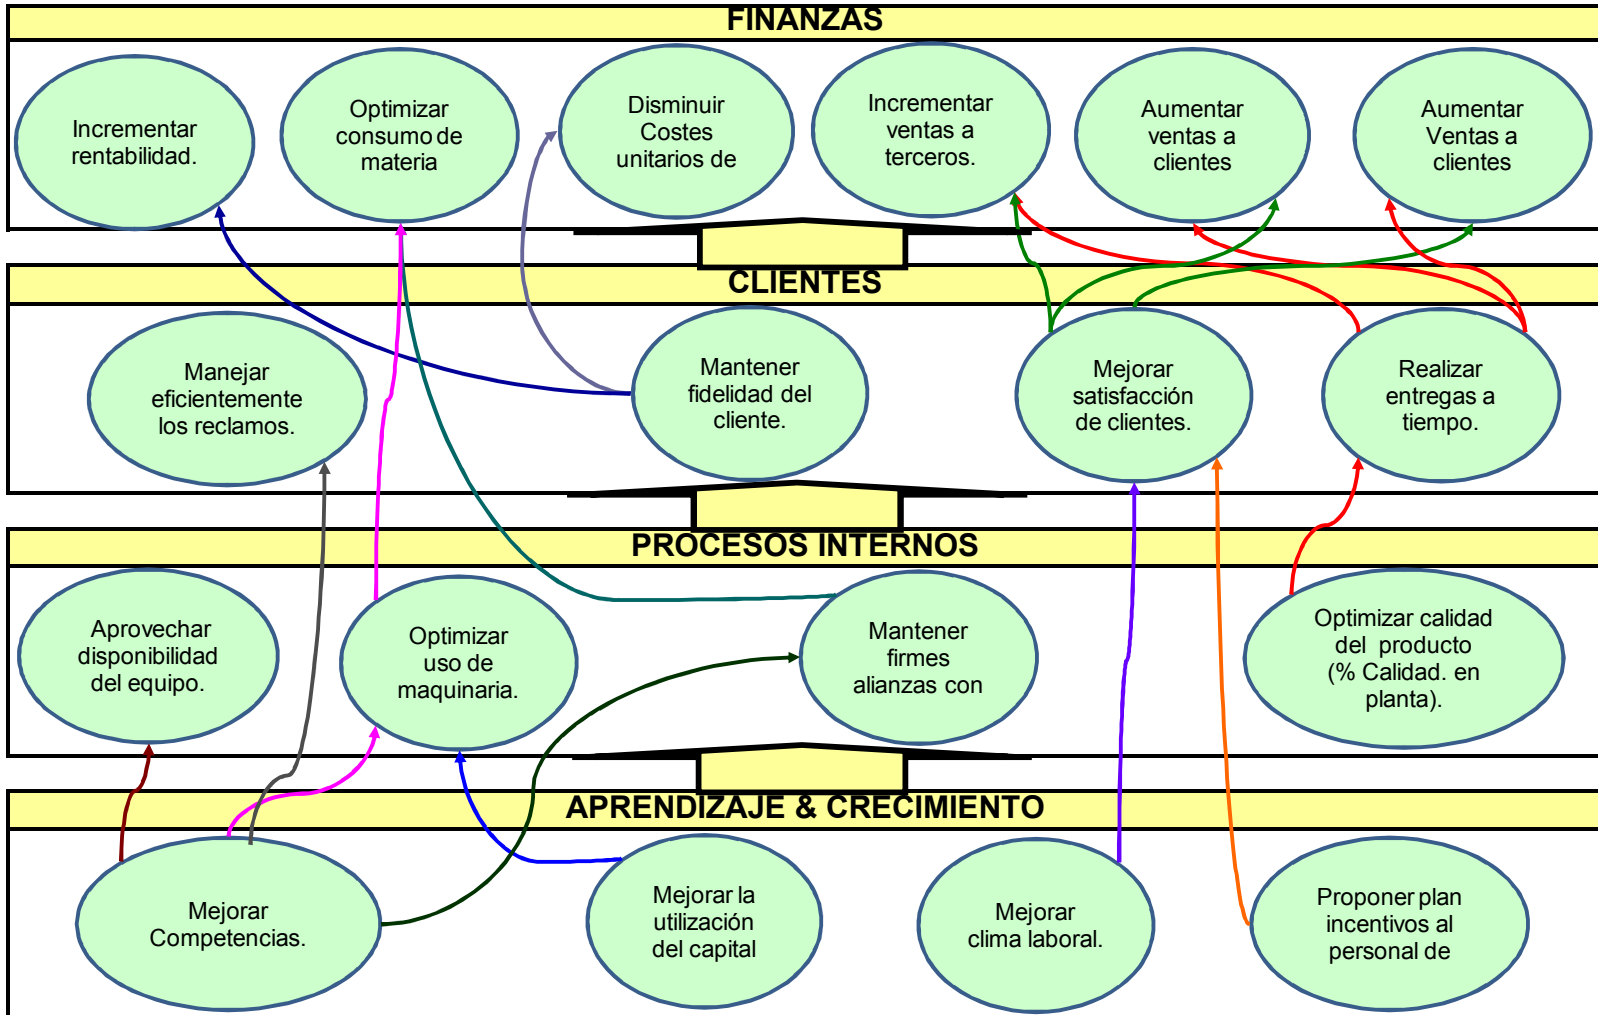 FINANZAS
Incrementar
rentabilidad.
Optimizar
consumo de
materia
Disminuir
Costes
unitarios de
Incrementar
ventas a
terceros.
Aumentar
ventas a
clientes
Aumentar
Ventas a
clientes
CLIENTES
Manejar
eficientemente
los reclamos.
Mantener
fidelidad del
cliente.
Mejorar
satisfacción
de clientes.
Realizar
entregas a
tiempo.
PROCESOS INTERNOS
Aprovechar
disponibilidad
del equipo.
Optimizar
uso de
maquinaria.
Mantener
firmes
alianzas con
Optimizar calidad
del producto
(% Calidad. en
planta).
APRENDIZAJE & CRECIMIENTO
Mejorar
Competencias.
Mejorar la
utilización
del capital
Mejorar
clima laboral.
Proponer plan
incentivos al
personal de